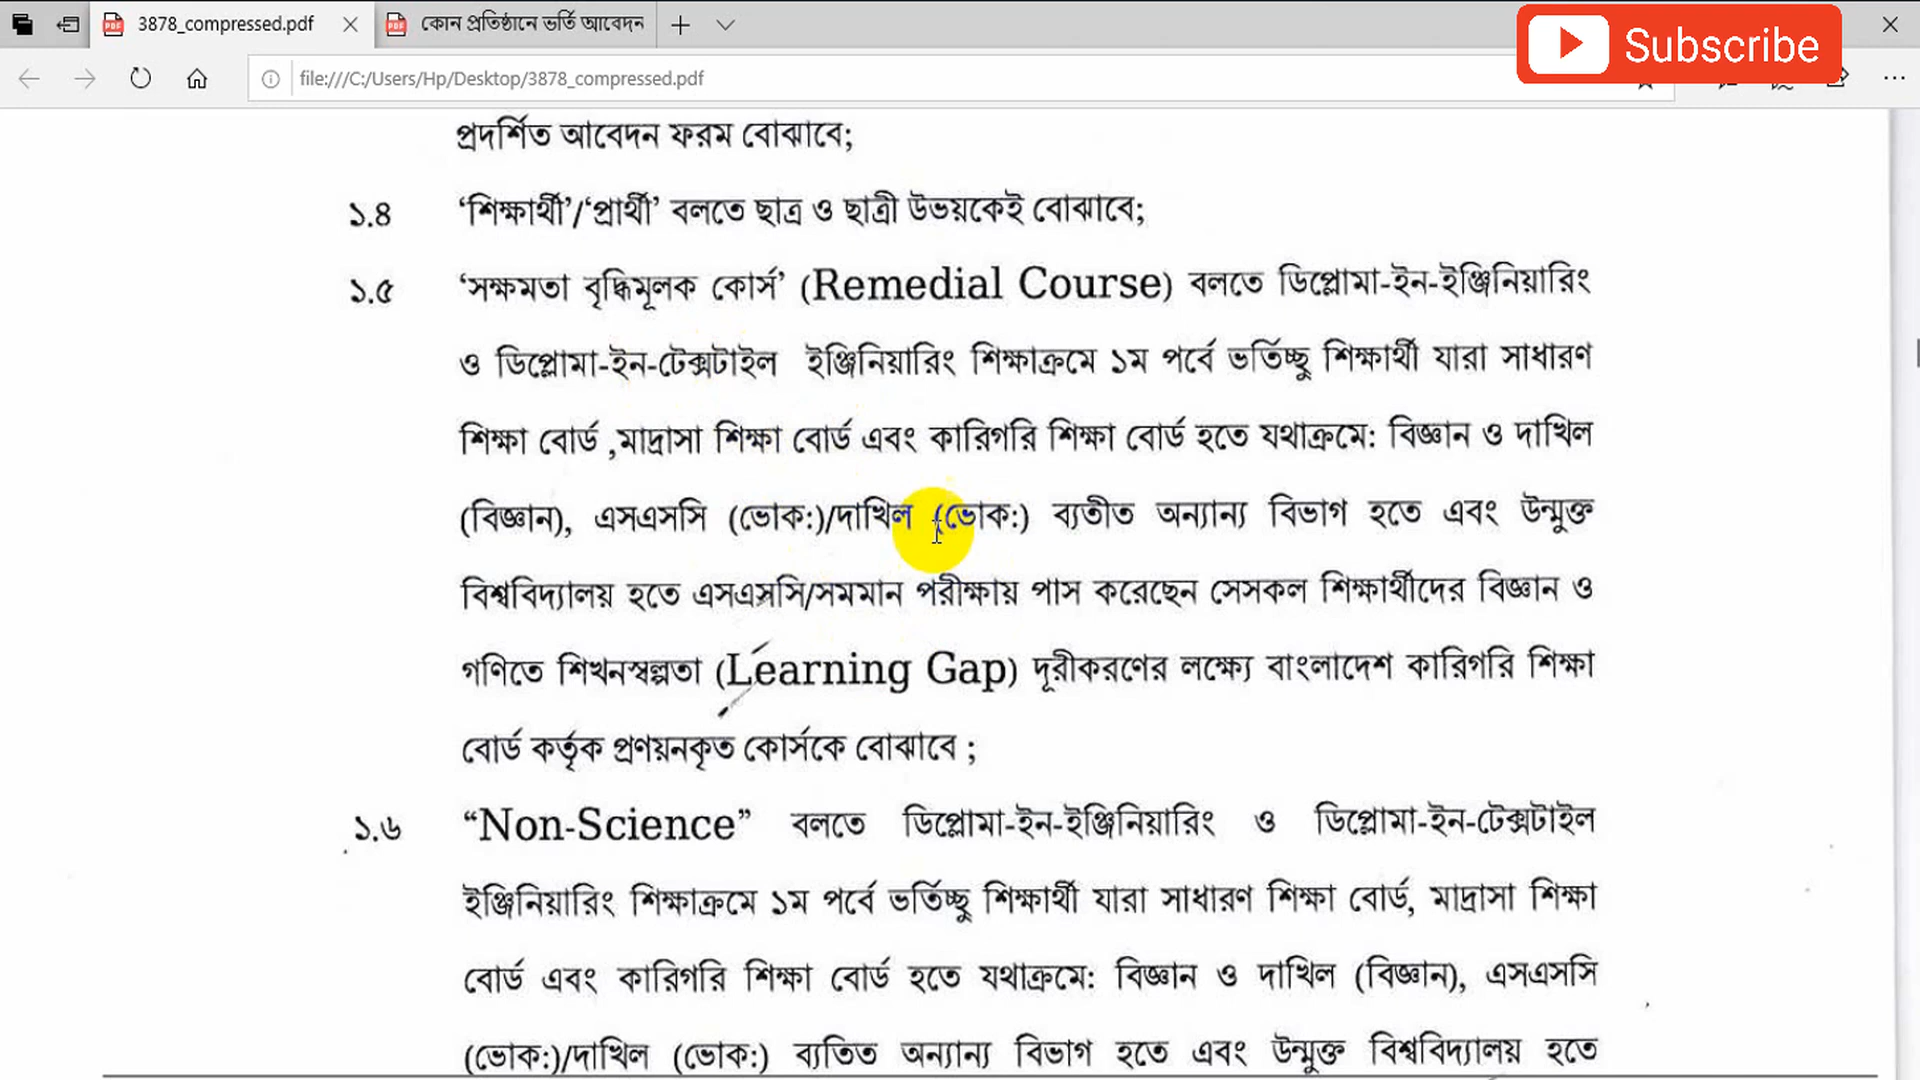 3878_compressed.pdf
কোন প্রতিষ্ঠানে ভর্তি আবেদন
Subscribe
file:///C:/Users/Hp/Desktop/3878_compressed.pdf
প্রদর্শিত আবেদন ফরম বোঝাবে;
১.৪ ‘শিক্ষার্থী’/‘প্রার্থী’ বলতে ছাত্র ও ছাত্রী উভয়কেই বোঝাবে;
১.৫ ‘সক্ষমতা বৃদ্ধিমূলক কোর্স’ (Remedial Course) বলতে ডিপ্লোমা-ইন-ইঞ্জিনিয়ারিং
ও ডিপ্লোমা-ইন-টেক্সটাইল ইঞ্জিনিয়ারিং শিক্ষাক্রমে ১ম পর্বে ভর্তিচ্ছু শিক্ষার্থী যারা সাধারণ
শিক্ষা বোর্ড ,মাদ্রাসা শিক্ষা বোর্ড এবং কারিগরি শিক্ষা বোর্ড হতে যথাক্রমে: বিজ্ঞান ও দাখিল
(বিজ্ঞান), এসএসসি (ভোক:)/দাখিল (ভোক:) ব্যতীত অন্যান্য বিভাগ হতে এবং উন্মুক্ত
বিশ্ববিদ্যালয় হতে এসএসসি/সমমান পরীক্ষায় পাস করেছেন সেসকল শিক্ষার্থীদের বিজ্ঞান ও
গণিতে শিখনস্বল্পতা (Learning Gap) দূরীকরণের লক্ষ্যে বাংলাদেশ কারিগরি শিক্ষা
বোর্ড কর্তৃক প্রণয়নকৃত কোর্সকে বোঝাবে ;
১.৬ “Non-Science” বলতে ডিপ্লোমা-ইন-ইঞ্জিনিয়ারিং ও ডিপ্লোমা-ইন-টেক্সটাইল
ইঞ্জিনিয়ারিং শিক্ষাক্রমে ১ম পর্বে ভর্তিচ্ছু শিক্ষার্থী যারা সাধারণ শিক্ষা বোর্ড, মাদ্রাসা শিক্ষা
বোর্ড এবং কারিগরি শিক্ষা বোর্ড হতে যথাক্রমে: বিজ্ঞান ও দাখিল (বিজ্ঞান), এসএসসি
(ভোক:)/দাখিল (ভোক:) ব্যতিত অন্যান্য বিভাগ হতে এবং উন্মুক্ত বিশ্ববিদ্যালয় হতে